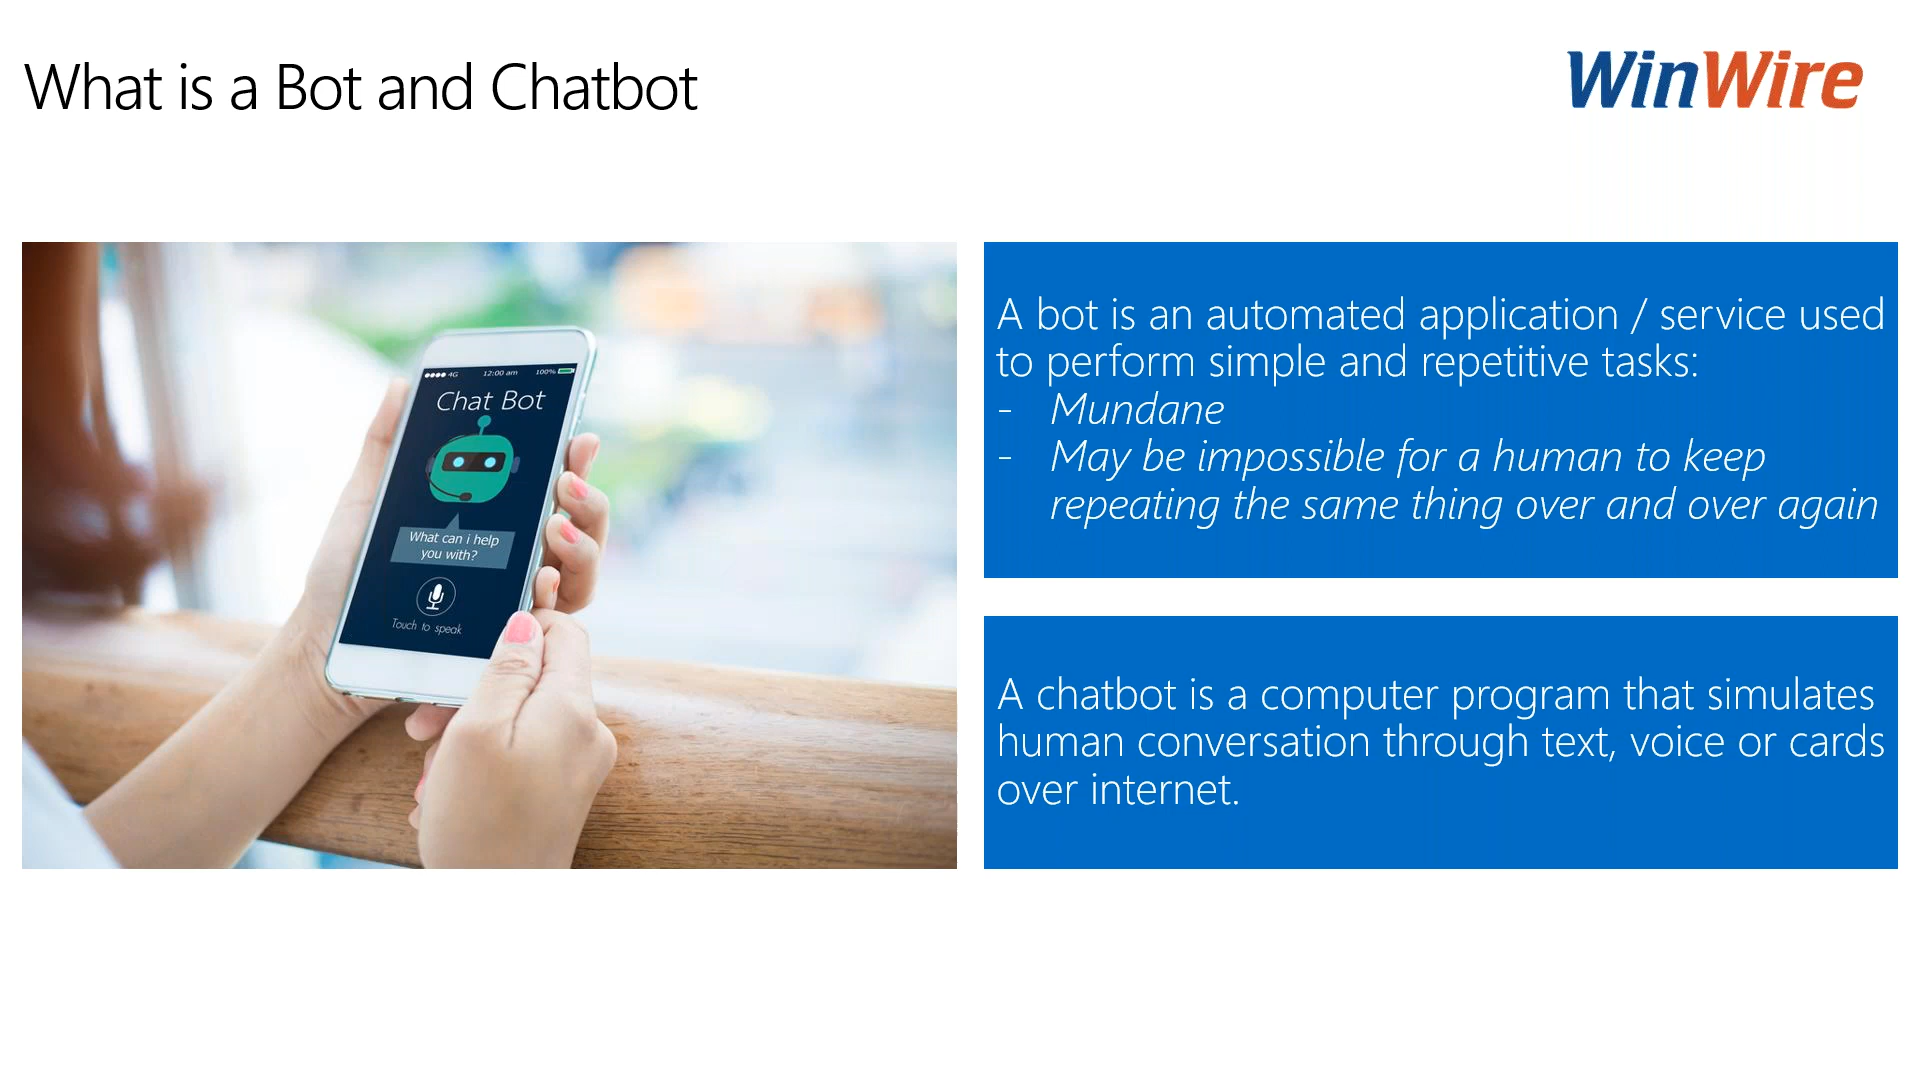 What is a Bot and Chatbot
WinWire
4G 12:00 am 100%
Chat Bot
What can i help
you with?
Touch to speak
A bot is an automated application / service used
to perform simple and repetitive tasks:
- Mundane
- May be impossible for a human to keep
repeating the same thing over and over again
A chatbot is a computer program that simulates
human conversation through text, voice or cards
over internet.